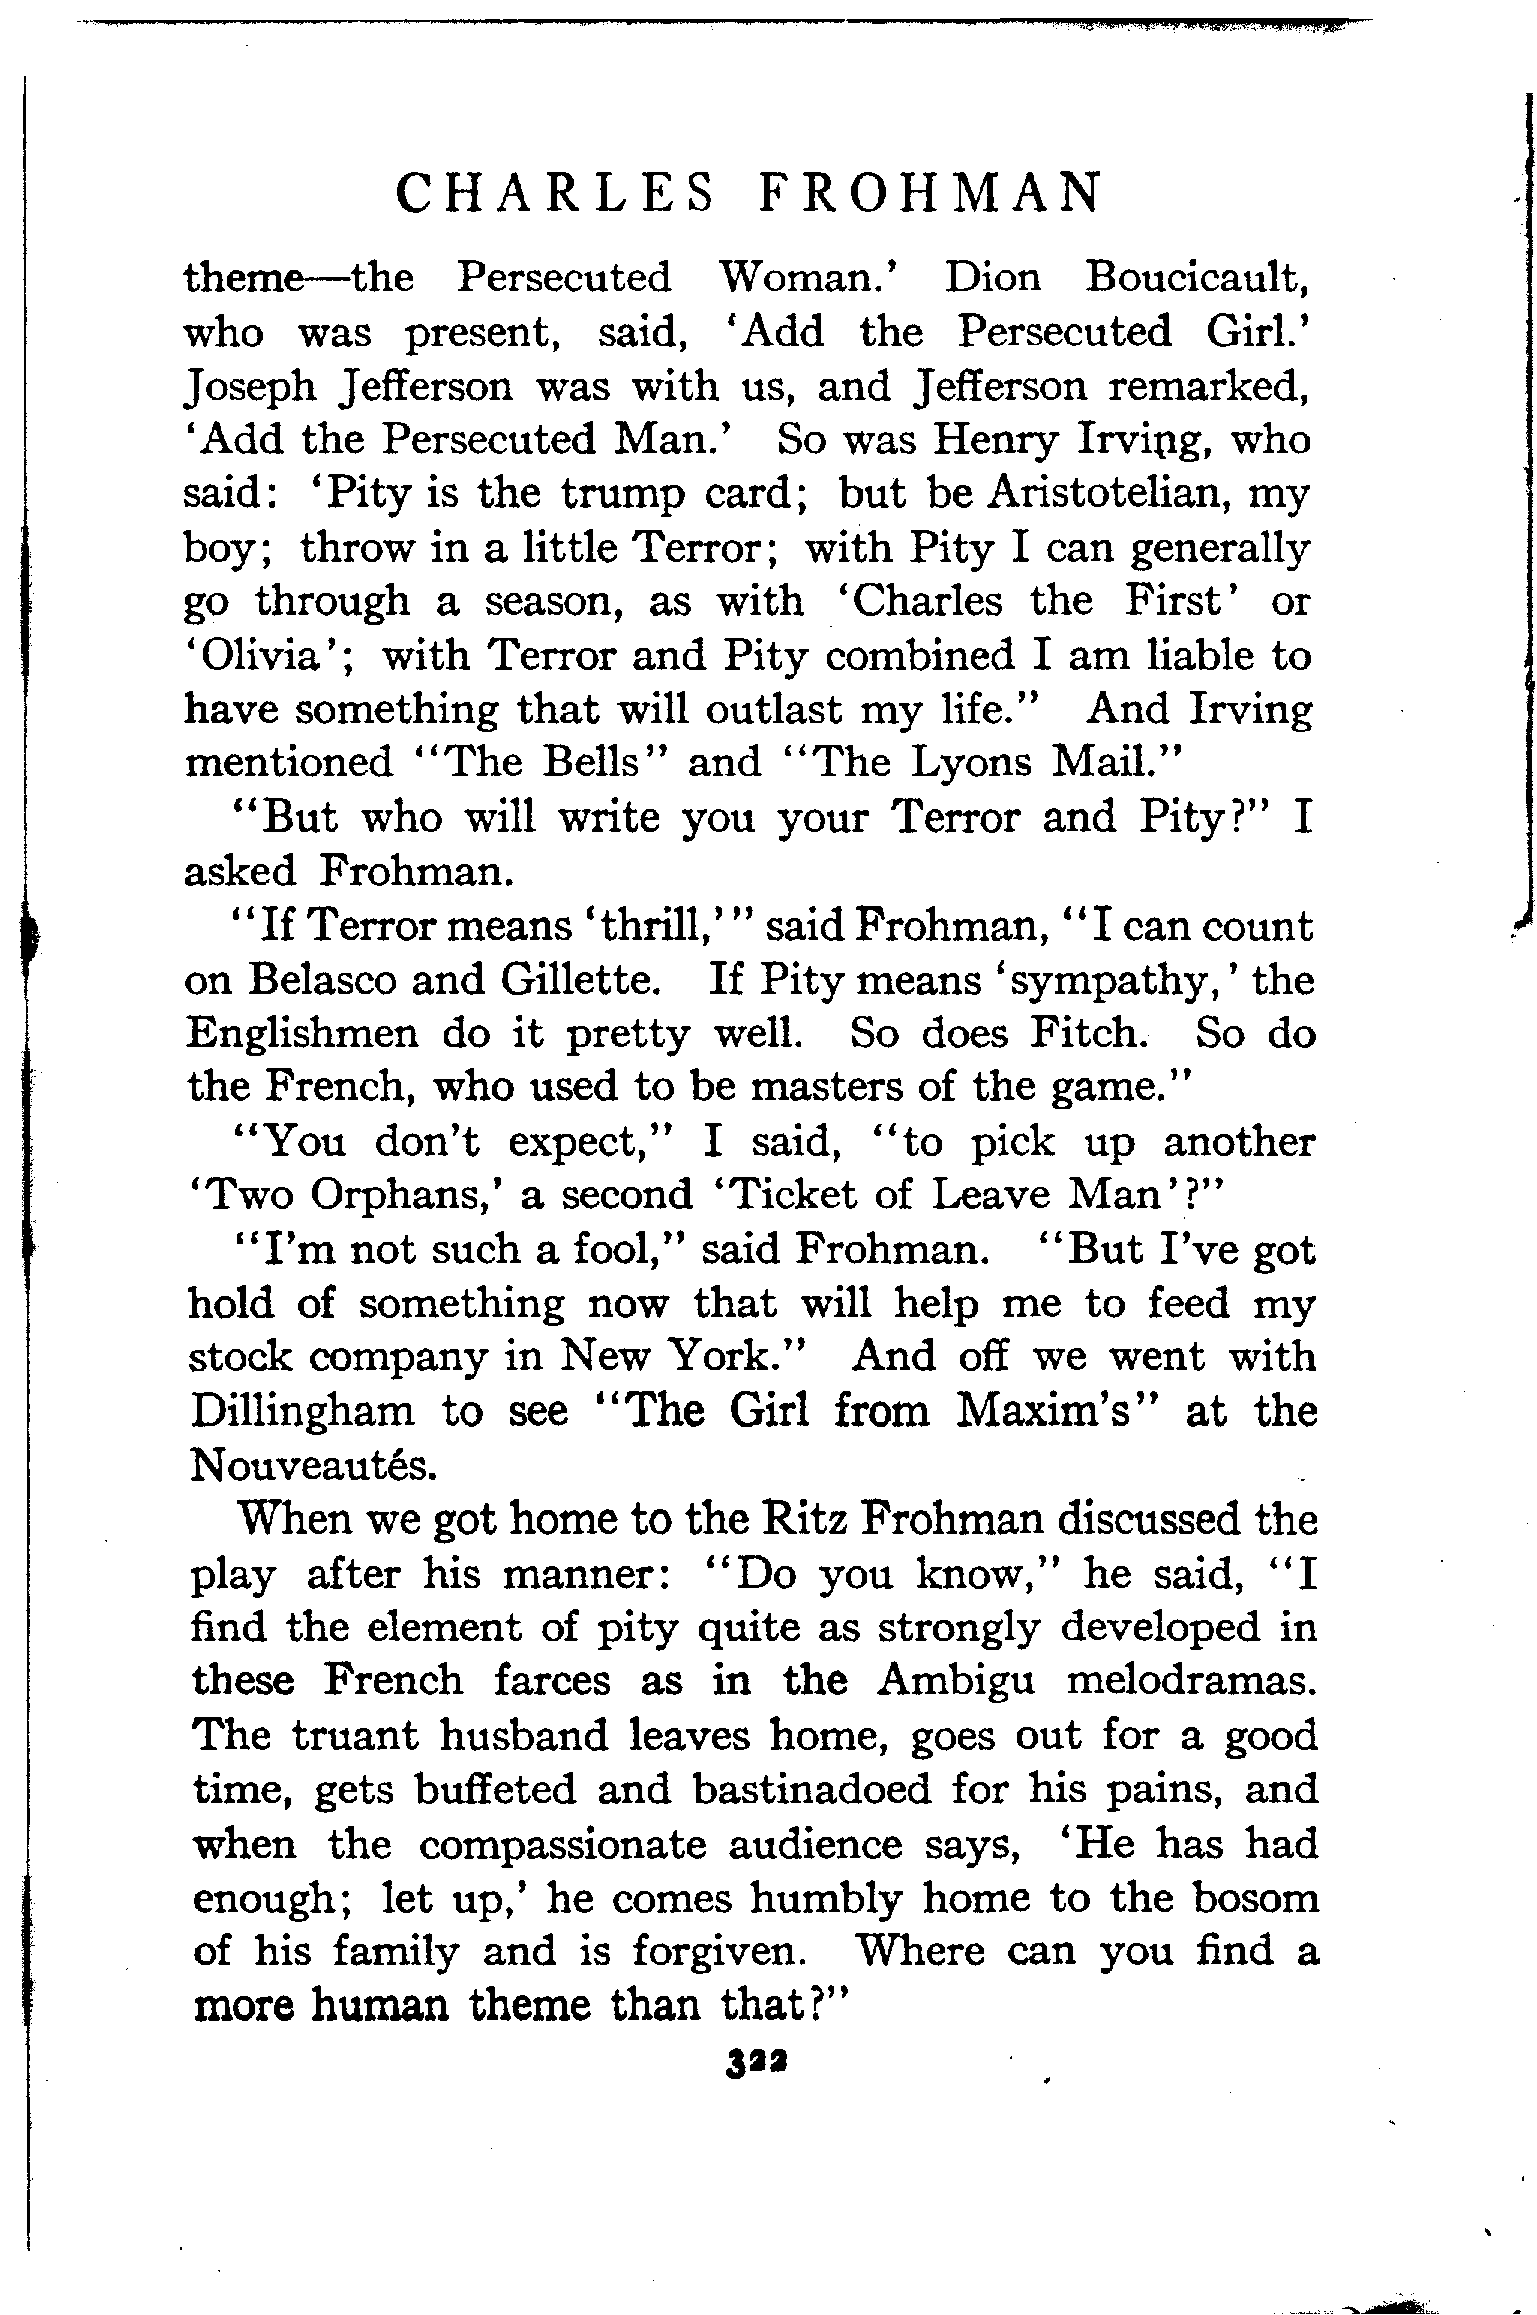 CHARLES FROHMAN
theme—the Persecuted Woman.' Dion Boucicault,
who was present, said, 'Add the Persecuted Girl.'
Joseph Jefferson was with us, and Jefferson remarked,
'Add the Persecuted Man.' So was Henry Irving, who
said: 'Pity is the trump card; but be Aristotelian, my
boy; throw in a little Terror; with Pity I can generally
go through a season, as with 'Charles the First' or
'Olivia'; with Terror and Pity combined I am liable to
have something that will outlast my life." And Irving
mentioned "The Bells" and "The Lyons Mail."
"But who will write you your Terror and Pity?" I
asked Frohman.
"If Terror means 'thrill,'" said Frohman, "I can count
on Belasco and Gillette. If Pity means 'sympathy,' the
Englishmen do it pretty well. So does Fitch. So do
the French, who used to be masters of the game."
"You don't expect," I said, "to pick up another
'Two Orphans,' a second 'Ticket of Leave Man'?"
"I'm not such a fool," said Frohman. "But I've got
hold of something now that will help me to feed my
stock company in New York." And off we went with
Dillingham to see "The Girl from Maxim's" at the
Nouveautés.
When we got home to the Ritz Frohman discussed the
play after his manner: "Do you know," he said, "I
find the element of pity quite as strongly developed in
these French farces as in the Ambigu melodramas.
The truant husband leaves home, goes out for a good
time, gets buffeted and bastinadoed for his pains, and
when the compassionate audience says, 'He has had
enough; let up,' he comes humbly home to the bosom
of his family and is forgiven. Where can you find a
more human theme than that?"
322